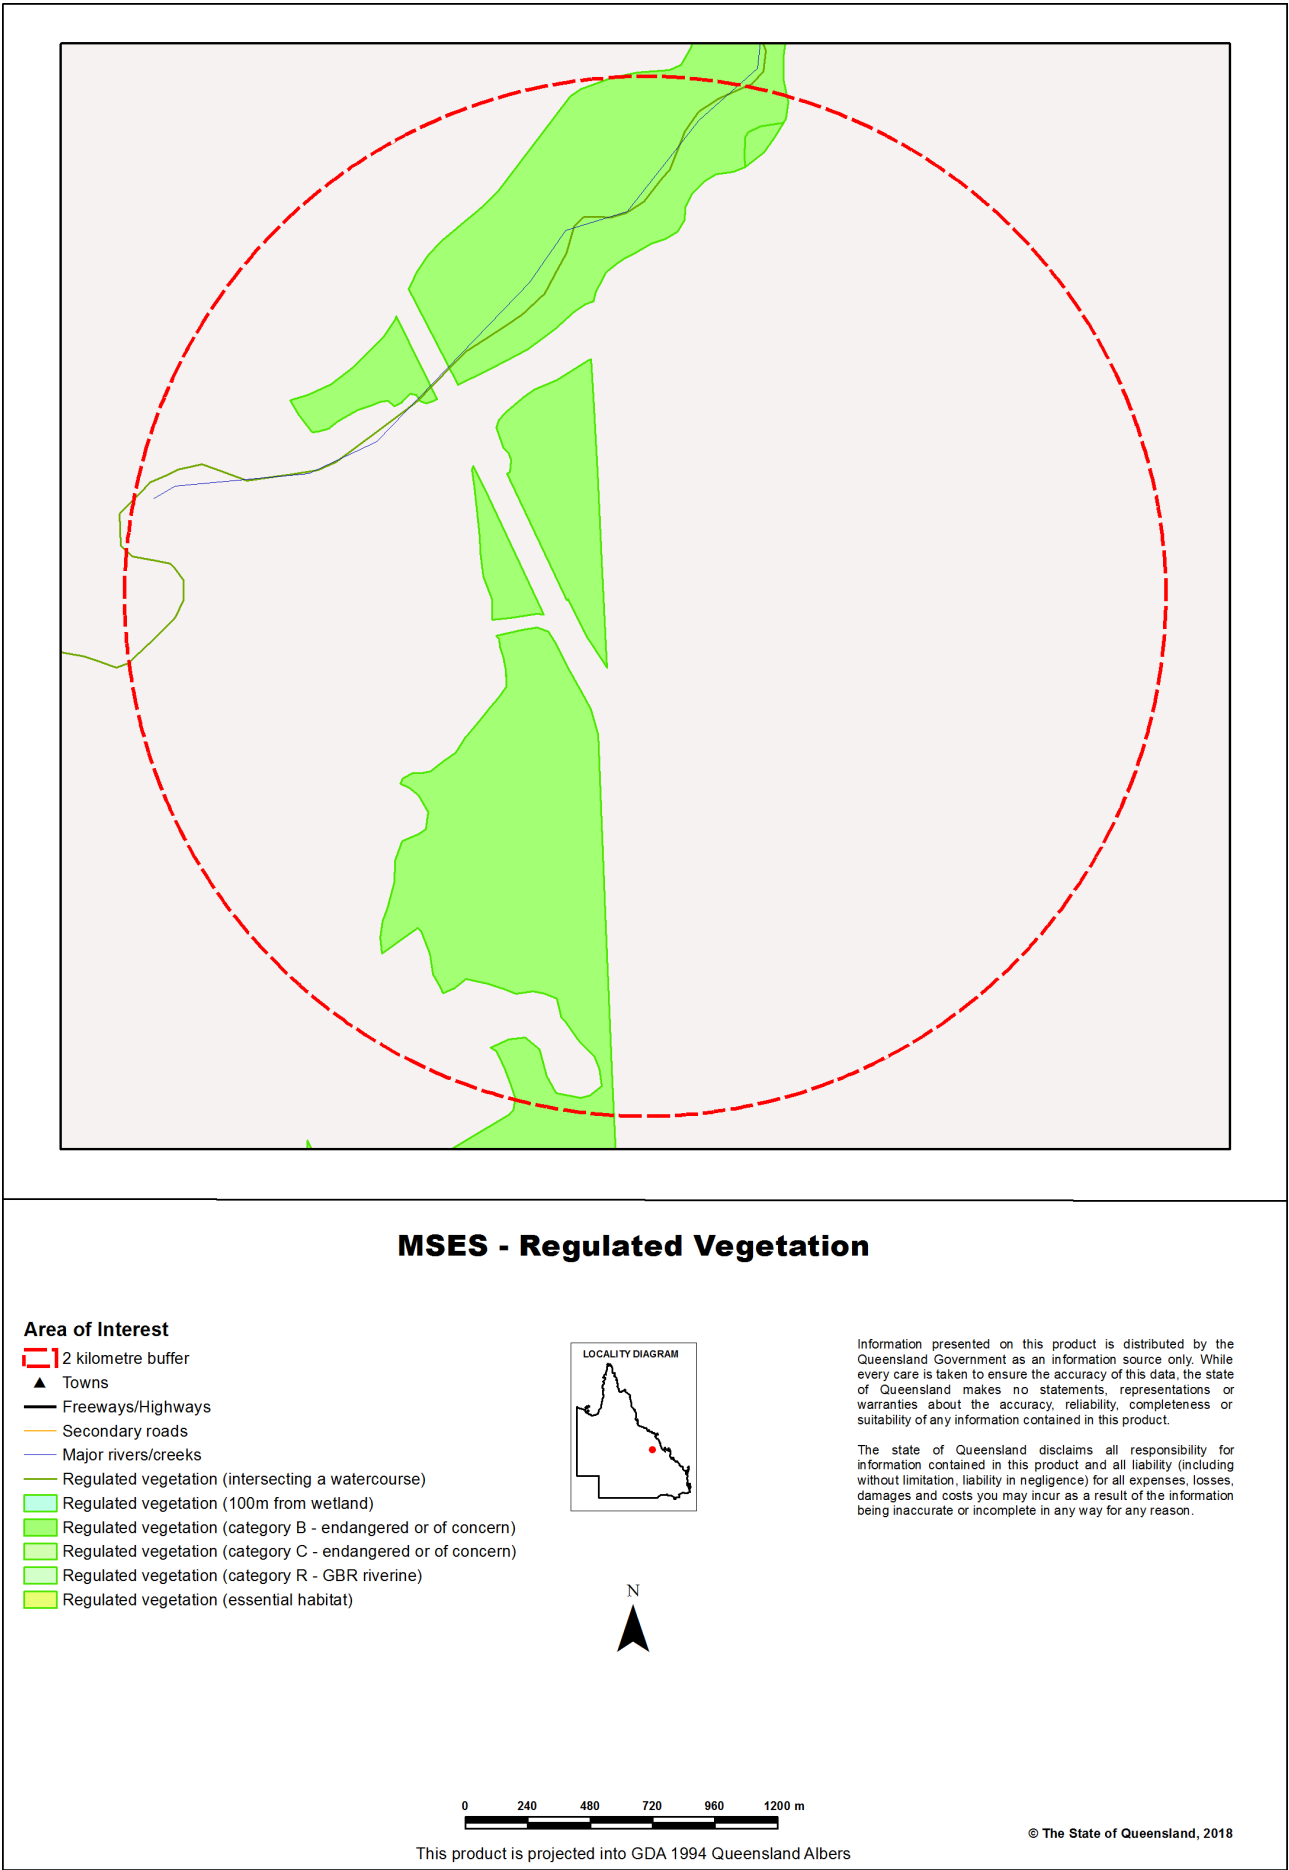 MSES - Regulated Vegetation
Area of Interest
2 kilometre buffer
Towns
Freeways/Highways
Secondary roads
Major rivers/creeks
Regulated vegetation (intersecting a watercourse)
Regulated vegetation (100m from wetland)
Regulated vegetation (category B - endangered or of concern)
Regulated vegetation (category C - endangered or of concern)
Regulated vegetation (category R - GBR riverine)
Regulated vegetation (essential habitat)
LOCALITY DIAGRAM
N
Information presented on this product is distributed by the
Queensland Government as an information source only. While
every care is taken to ensure the accuracy of this data, the state
of Queensland makes no statements, representations or
warranties about the accuracy, reliability, completeness or
suitability of any information contained in this product.
The state of Queensland disclaims all responsibility for
information contained in this product and all liability (including
without limitation, liability in negligence) for all expenses, losses,
damages and costs you may incur as a result of the information
being inaccurate or incomplete in any way for any reason.
0 240 480 720 960 1200 m
This product is projected into GDA 1994 Queensland Albers
© The State of Queensland, 2018